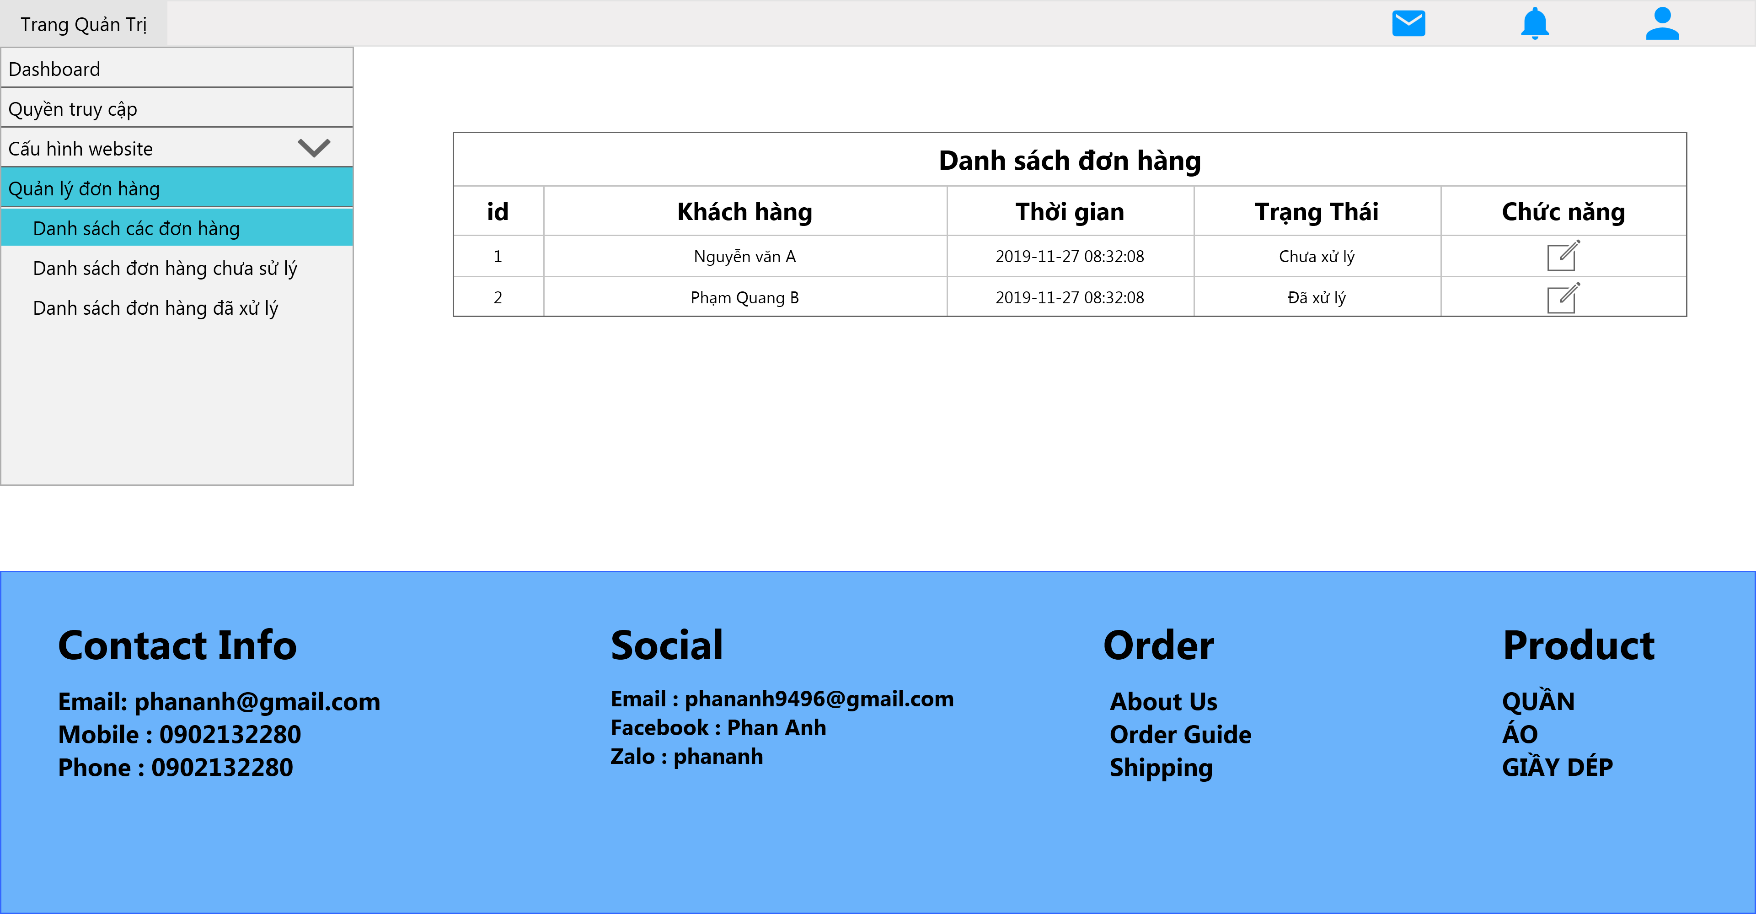 Trang Quản Trị
Dashboard
Quyền truy cập
Cấu hình website
Quản lý đơn hàng
Danh sách các đơn hàng
Danh sách đơn hàng chưa sử lý
Danh sách đơn hàng đã xử lý
Danh sách đơn hàng
id Khách hàng Thời gian Trạng Thái Chức năng
1 Nguyễn văn A 2019-11-27 08:32:08 Chưa xử lý
2 Phạm Quang B 2019-11-27 08:32:08 Đã xử lý
Contact Info
Email: phananh@gmail.com
Mobile : 0902132280
Phone : 0902132280
Social
Email : phananh9496@gmail.com
Facebook : Phan Anh
Zalo : phananh
Order
About Us
Order Guide
Shipping
Product
QUẦN
ÁO
GIẦY DÉP